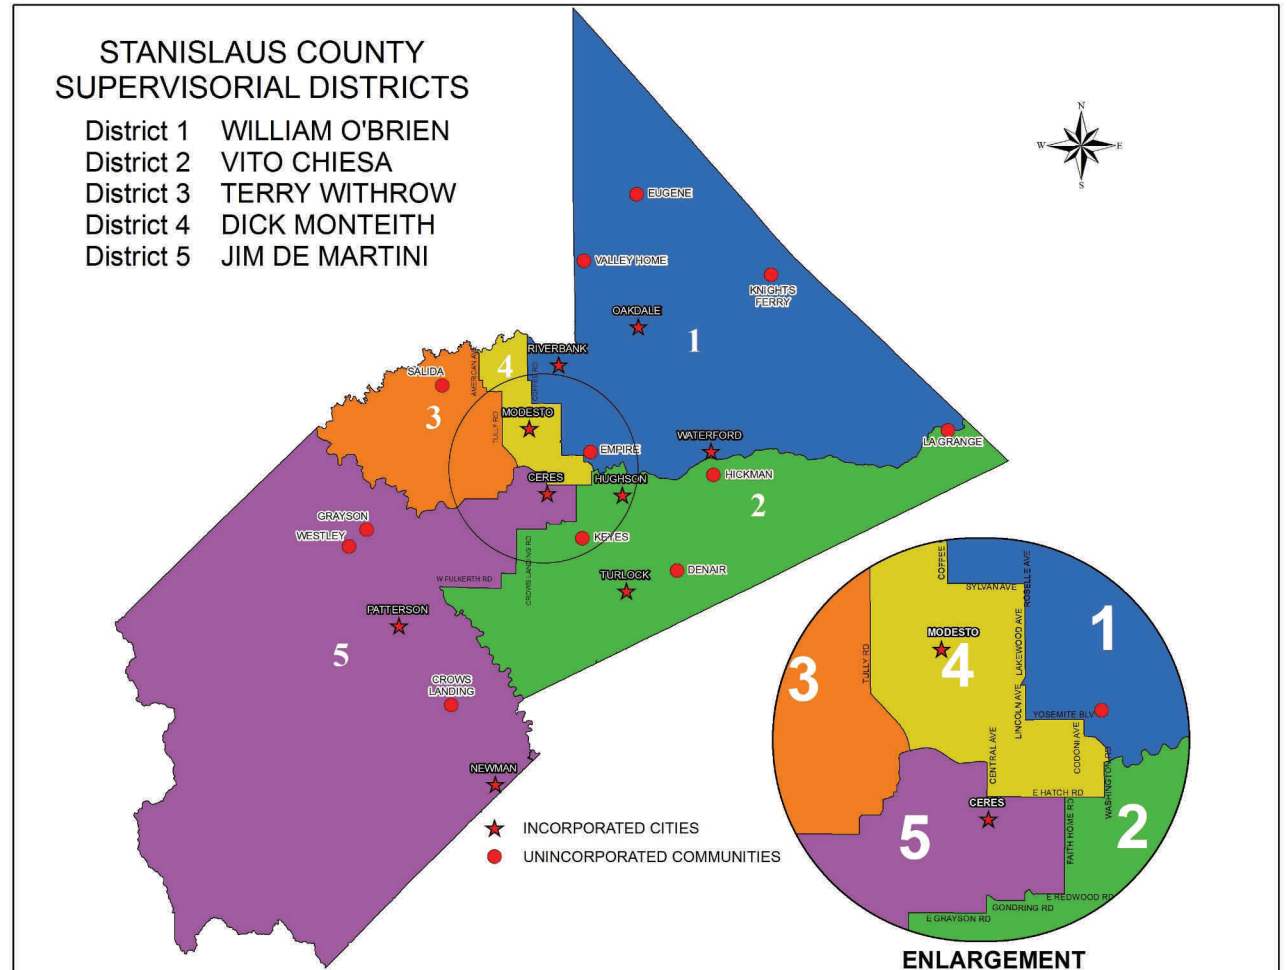 STANISLAUS COUNTY
SUPERVISORIAL DISTRICTS
District 1 WILLIAM O'BRIEN
District 2 VITO CHIESA
District 3 TERRY WITHROW
District 4 DICK MONTEITH
District 5 JIM DE MARTINI
N
W E
S
EUGENE
VALLEY HOME
KNIGHTS
FERRY
OAKDALE
1
RIVERBANK
4
AMERICAN AVE
COFFEE RD
SALIDA
3
TULLY RD
MODESTO
WATERFORD
LA GRANGE
EMPIRE
CERES
HUGHSON
HICKMAN
2
GRAYSON
WESTLEY
KEYES
CROWS LANDING RD
W FULKERTH RD
TURLOCK
DENAIR
PATTERSON
5
CROWS
LANDING
NEWMAN
INCORPORATED CITIES
UNINCORPORATED COMMUNITIES
COFFEE
SYLVAN AVE
ROSELLE AVE
MODESTO
LAKEWOOD AVE
1
3
TULLY RD
4
LINCOLN AVE
YOSEMITE BLV
CENTRAL AVE
CODONI AVE
WASHINGTON RD
E HATCH RD
CERES
5
FAITH HOME RD
2
E REDWOOD RD
GONDRING RD
E GRAYSON RD
ENLARGEMENT